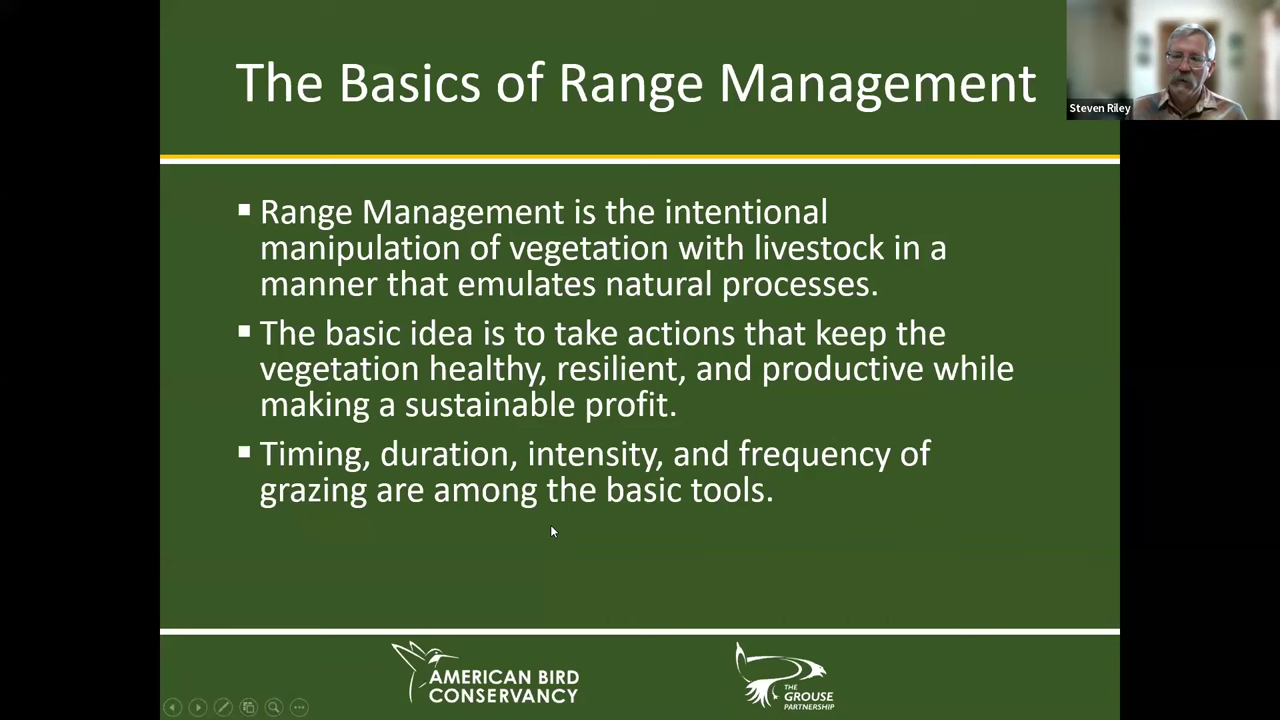 The Basics of Range Management
Steven Riley
▪ Range Management is the intentional
manipulation of vegetation with livestock in a
manner that emulates natural processes.
▪ The basic idea is to take actions that keep the
vegetation healthy, resilient, and productive while
making a sustainable profit.
▪ Timing, duration, intensity, and frequency of
grazing are among the basic tools.
AMERICAN BIRD
CONSERVANCY
THE
GROUSE
PARTNERSHIP